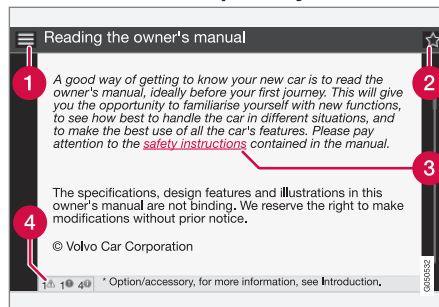 Reading the owner's manual
1
2
A good way of getting to know your new car is to read the
owner's manual, ideally before your first journey. This will give
you the opportunity to familiarise yourself with new functions,
to see how best to handle the car in different situations, and
to make the best use of all the car's features. Please pay
attention to the safety instructions contained in the manual.
3
The specifications, design features and illustrations in this
owner's manual are not binding. We reserve the right to make
modifications without prior notice.
4
© Volvo Car Corporation
1 1 4 * Option/accessory, for more information, see Introduction.
G050532